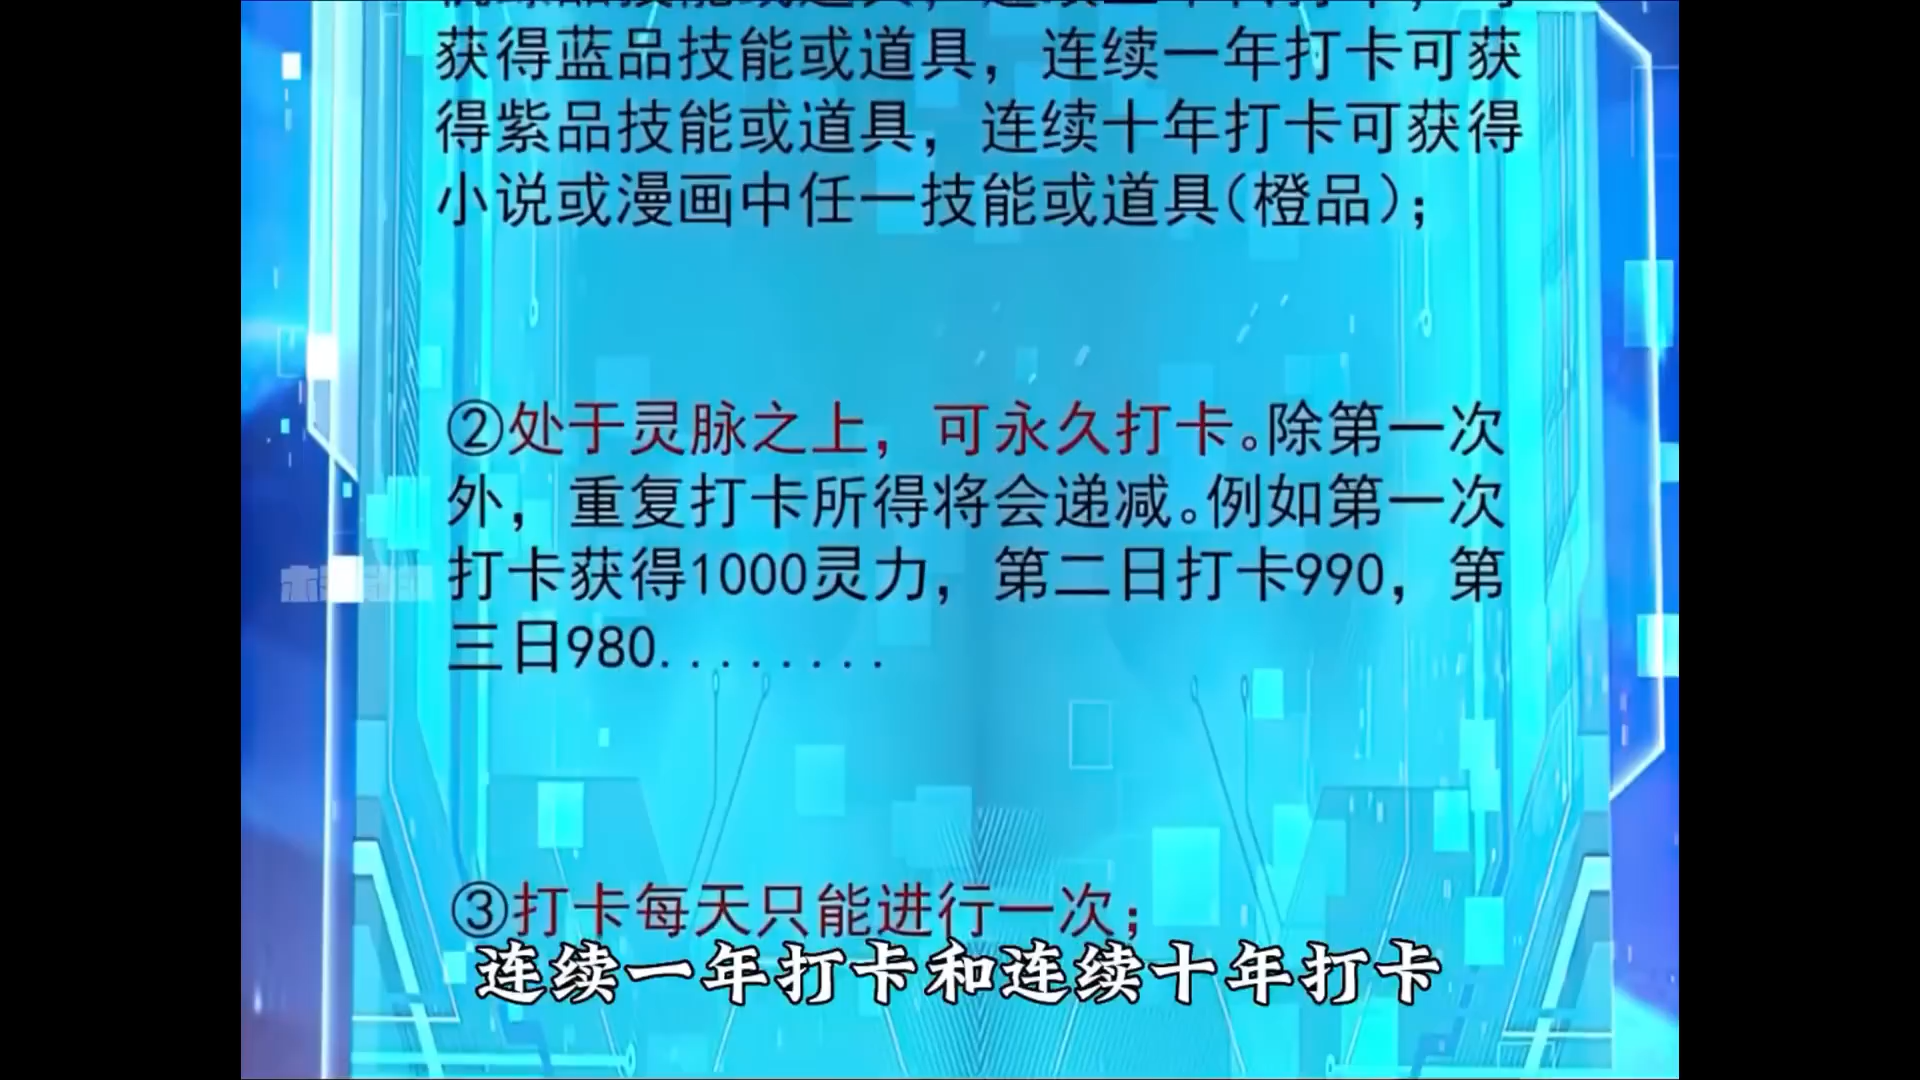 获得蓝品技能或道具，连续一年打卡可获
得紫品技能或道具，连续十年打卡可获得
小说或漫画中任一技能或道具(橙品)；
②处于灵脉之上，可永久打卡。除第一次
外，重复打卡所得将会递减。例如第一次
打卡获得1000灵力，第二日打卡990，第
三日980........
③打卡每天只能进行一次；
连续一年打卡和连续十年打卡